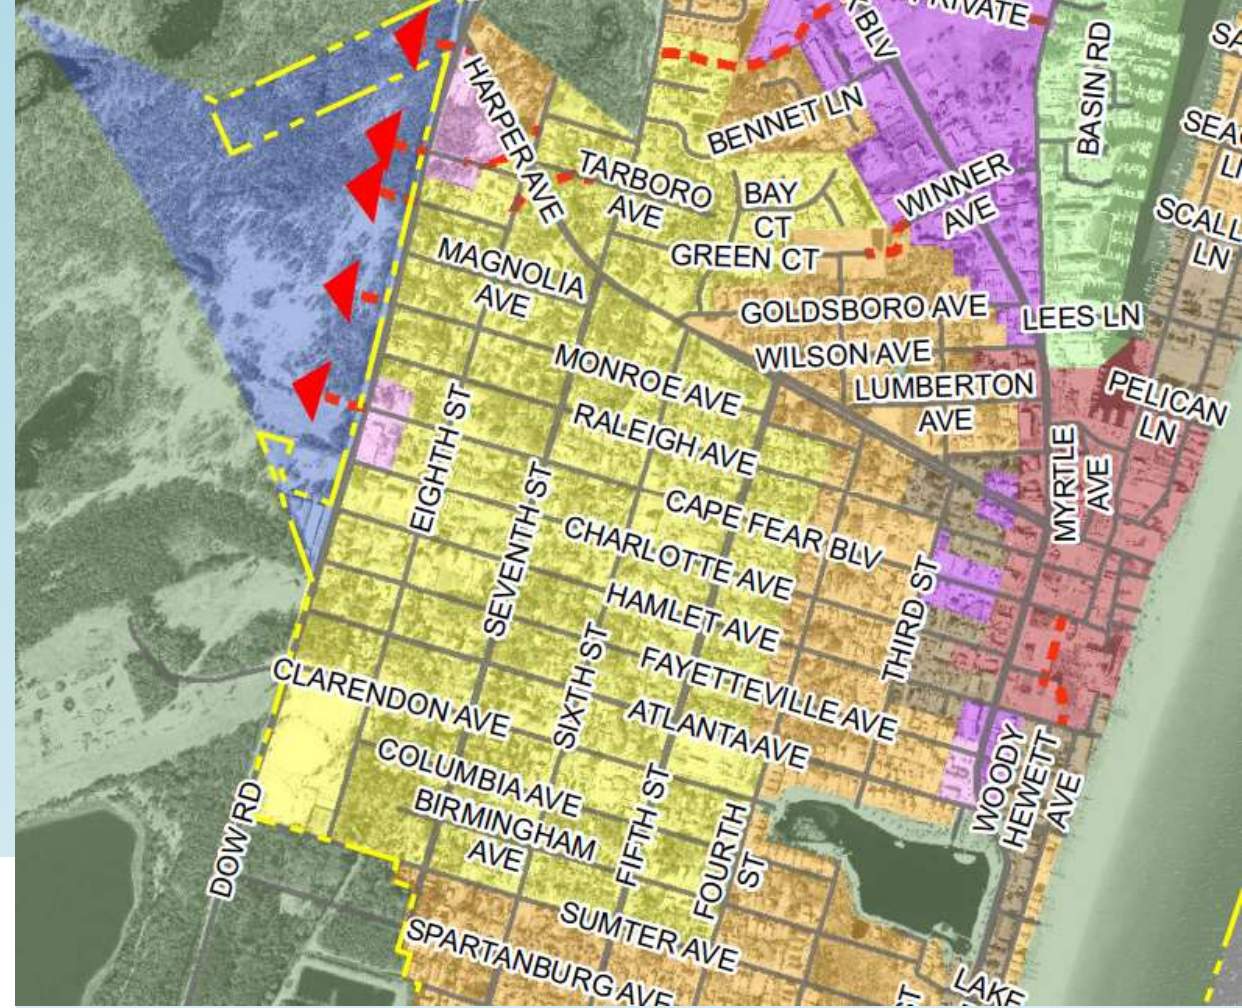 PRIVATE
BLV
BASIN RD
HARPER AVE
BENNET LN
TARBORO
AVE
BAY
CT
WINNER
AVE
GREEN CT
MAGNOLIA
AVE
GOLDSBORO AVE
LEES LN
SCALL
LN
MONROE AVE
WILSON AVE
LUMBERTON
AVE
PELICAN
LN
RALEIGH AVE
EIGHTH ST
MYRTLE
AVE
SEVENTH ST
CAPE FEAR BLV
CHARLOTTE AVE
HAMLET AVE
THIRD ST
SIXTH ST
FAYETTEVILLE AVE
CLARENDON AVE
ATLANTA AVE
COLUMBIA AVE
WOODY
HEWETT
AVE
BIRMINGHAM
AVE
FIFTH ST
FOURTH
ST
DOW RD
SUMTER AVE
SPARTANBURG AVE
LAKE
ST